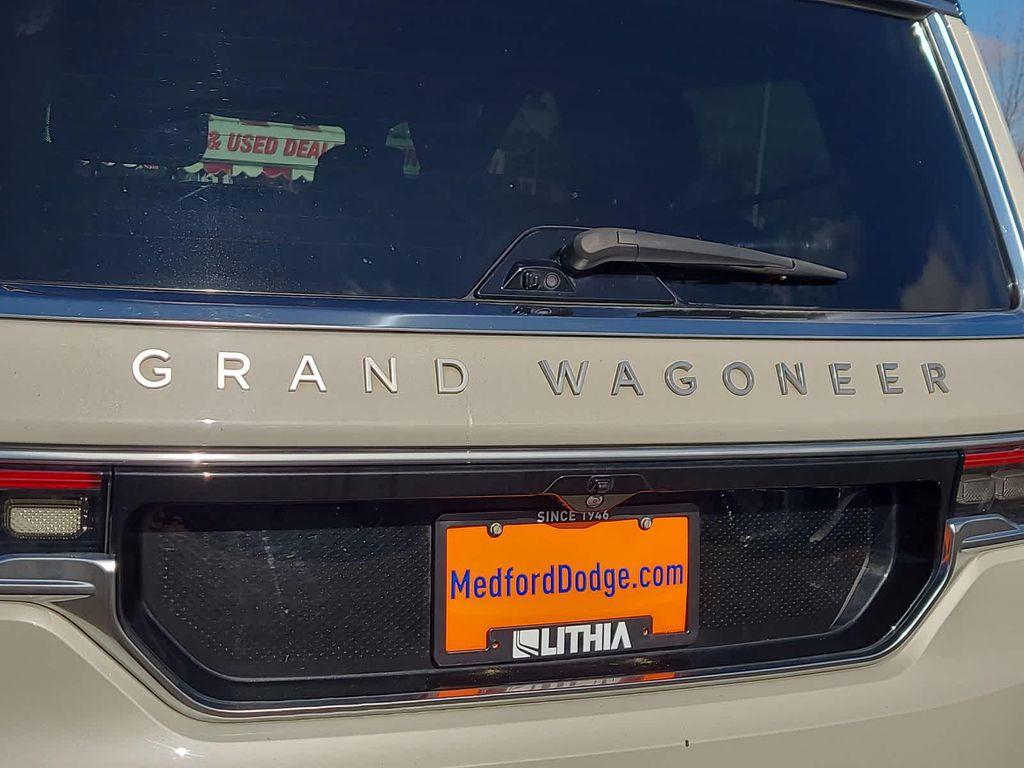 & USED DEAL
GRAND WAGONEER
SINCE 1946
MedfordDodge.com
LITHIA